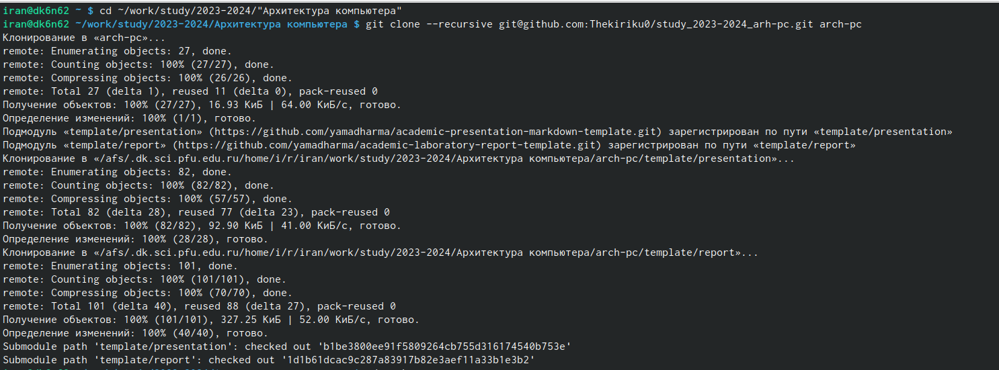 iran@dk6n62 ~ $ cd ~/work/study/2023-2024/"Архитектура компьютера"
iran@dk6n62 ~/work/study/2023-2024/Архитектура компьютера $ git clone --recursive git@github.com:Thekiriku0/study_2023-2024_arh-pc.git arch-pc
Клонирование в «arch-pc»...
remote: Enumerating objects: 27, done.
remote: Counting objects: 100% (27/27), done.
remote: Compressing objects: 100% (26/26), done.
remote: Total 27 (delta 1), reused 11 (delta 0), pack-reused 0
Получение объектов: 100% (27/27), 16.93 КиБ | 64.00 КиБ/с, готово.
Определение изменений: 100% (1/1), готово.
Подмодуль «template/presentation» (https://github.com/yamadharma/academic-presentation-markdown-template.git) зарегистрирован по пути «template/presentation»
Подмодуль «template/report» (https://github.com/yamadharma/academic-laboratory-report-template.git) зарегистрирован по пути «template/report»
Клонирование в «/afs/.dk.sci.pfu.edu.ru/home/i/r/iran/work/study/2023-2024/Архитектура компьютера/arch-pc/template/presentation»...
remote: Enumerating objects: 82, done.
remote: Counting objects: 100% (82/82), done.
remote: Compressing objects: 100% (57/57), done.
remote: Total 82 (delta 28), reused 77 (delta 23), pack-reused 0
Получение объектов: 100% (82/82), 92.90 КиБ | 41.00 КиБ/с, готово.
Определение изменений: 100% (28/28), готово.
Клонирование в «/afs/.dk.sci.pfu.edu.ru/home/i/r/iran/work/study/2023-2024/Архитектура компьютера/arch-pc/template/report»...
remote: Enumerating objects: 101, done.
remote: Counting objects: 100% (101/101), done.
remote: Compressing objects: 100% (70/70), done.
remote: Total 101 (delta 40), reused 88 (delta 27), pack-reused 0
Получение объектов: 100% (101/101), 327.25 КиБ | 52.00 КиБ/с, готово.
Определение изменений: 100% (40/40), готово.
Submodule path 'template/presentation': checked out 'b1be3800ee91f5809264cb755d316174540b753e'
Submodule path 'template/report': checked out '1d1b61dcac9c287a83917b82e3aef11a33b1e3b2'